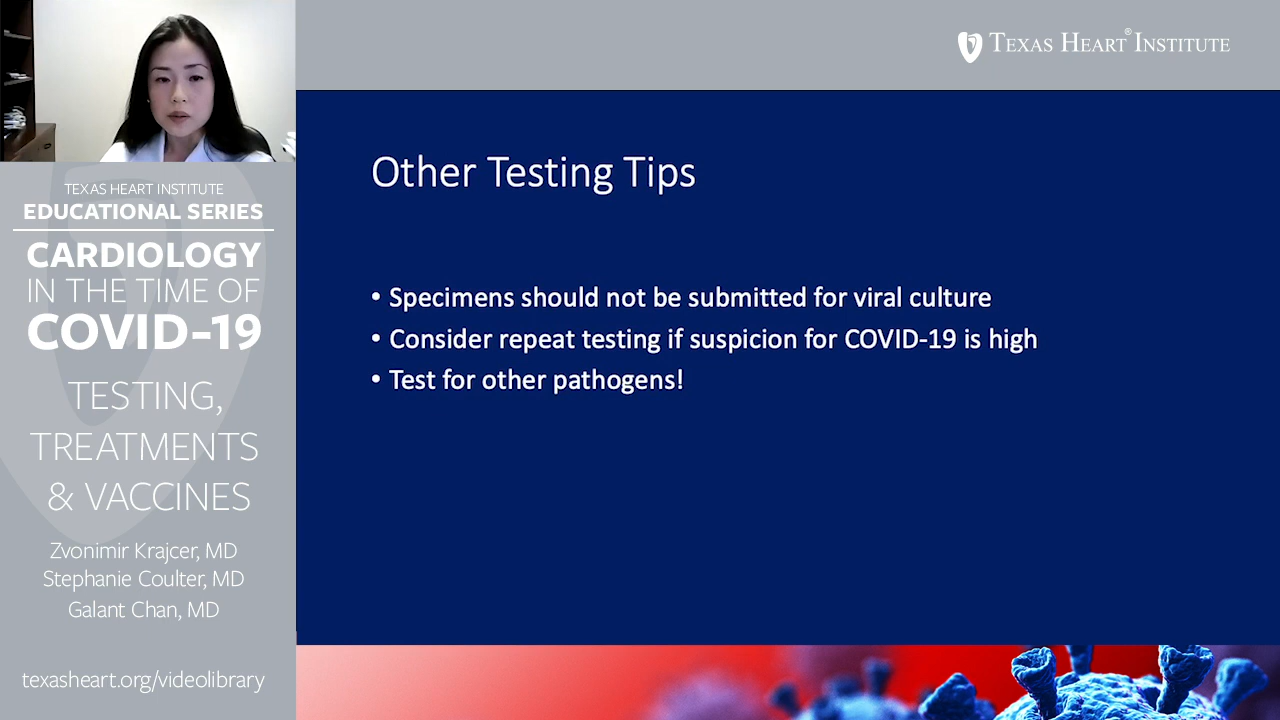 TEXAS HEART INSTITUTE
EDUCATIONAL SERIES
CARDIOLOGY
IN THE TIME OF
COVID-19
TESTING,
TREATMENTS
& VACCINES
Zvonimir Krajcer, MD
Stephanie Coulter, MD
Galant Chan, MD
texasheart.org/videolibrary
TEXAS HEART® INSTITUTE
Other Testing Tips
• Specimens should not be submitted for viral culture
• Consider repeat testing if suspicion for COVID-19 is high
• Test for other pathogens!